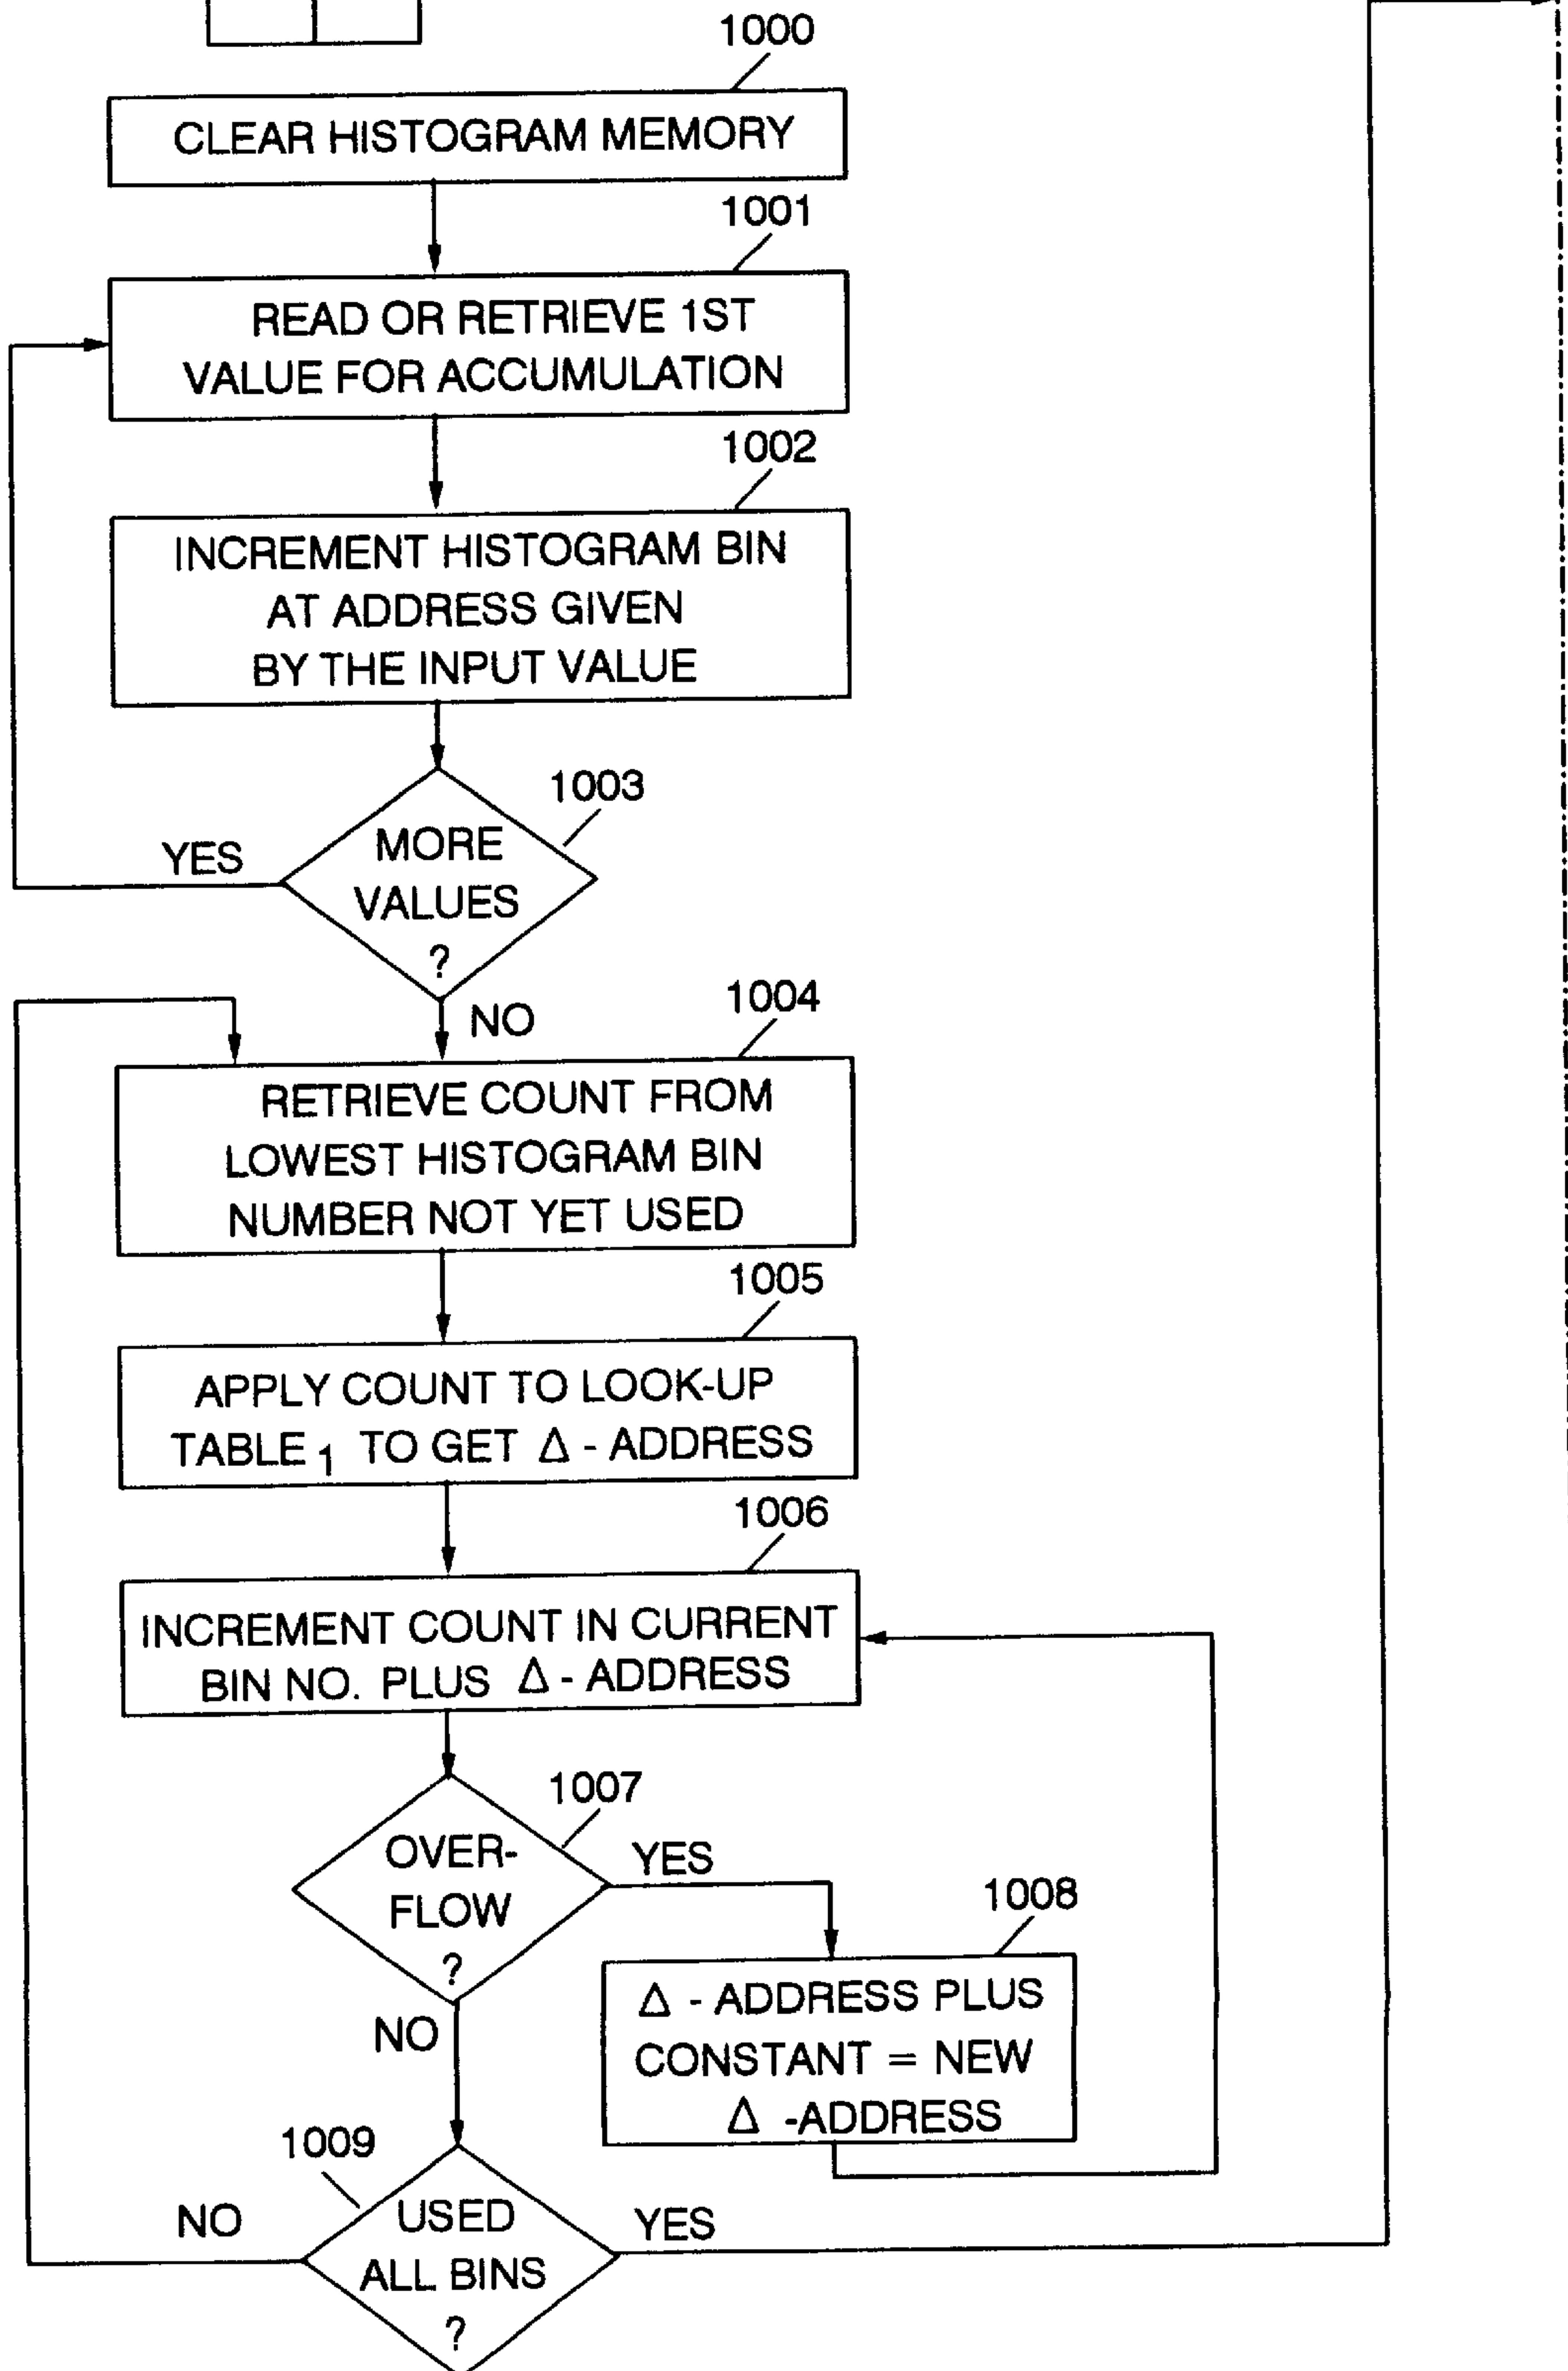 1000
CLEAR HISTOGRAM MEMORY
1001
READ OR RETRIEVE 1ST
VALUE FOR ACCUMULATION
1002
INCREMENT HISTOGRAM BIN
AT ADDRESS GIVEN
BY THE INPUT VALUE
1003
MORE
VALUES
?
YES
NO
1004
RETRIEVE COUNT FROM
LOWEST HISTOGRAM BIN
NUMBER NOT YET USED
1005
APPLY COUNT TO LOOK-UP
TABLE 1 TO GET Δ - ADDRESS
1006
INCREMENT COUNT IN CURRENT
BIN NO. PLUS Δ - ADDRESS
1007
OVER-
FLOW
?
YES
NO
1008
Δ - ADDRESS PLUS
CONSTANT = NEW
Δ -ADDRESS
1009
USED
ALL BINS
?
NO
YES